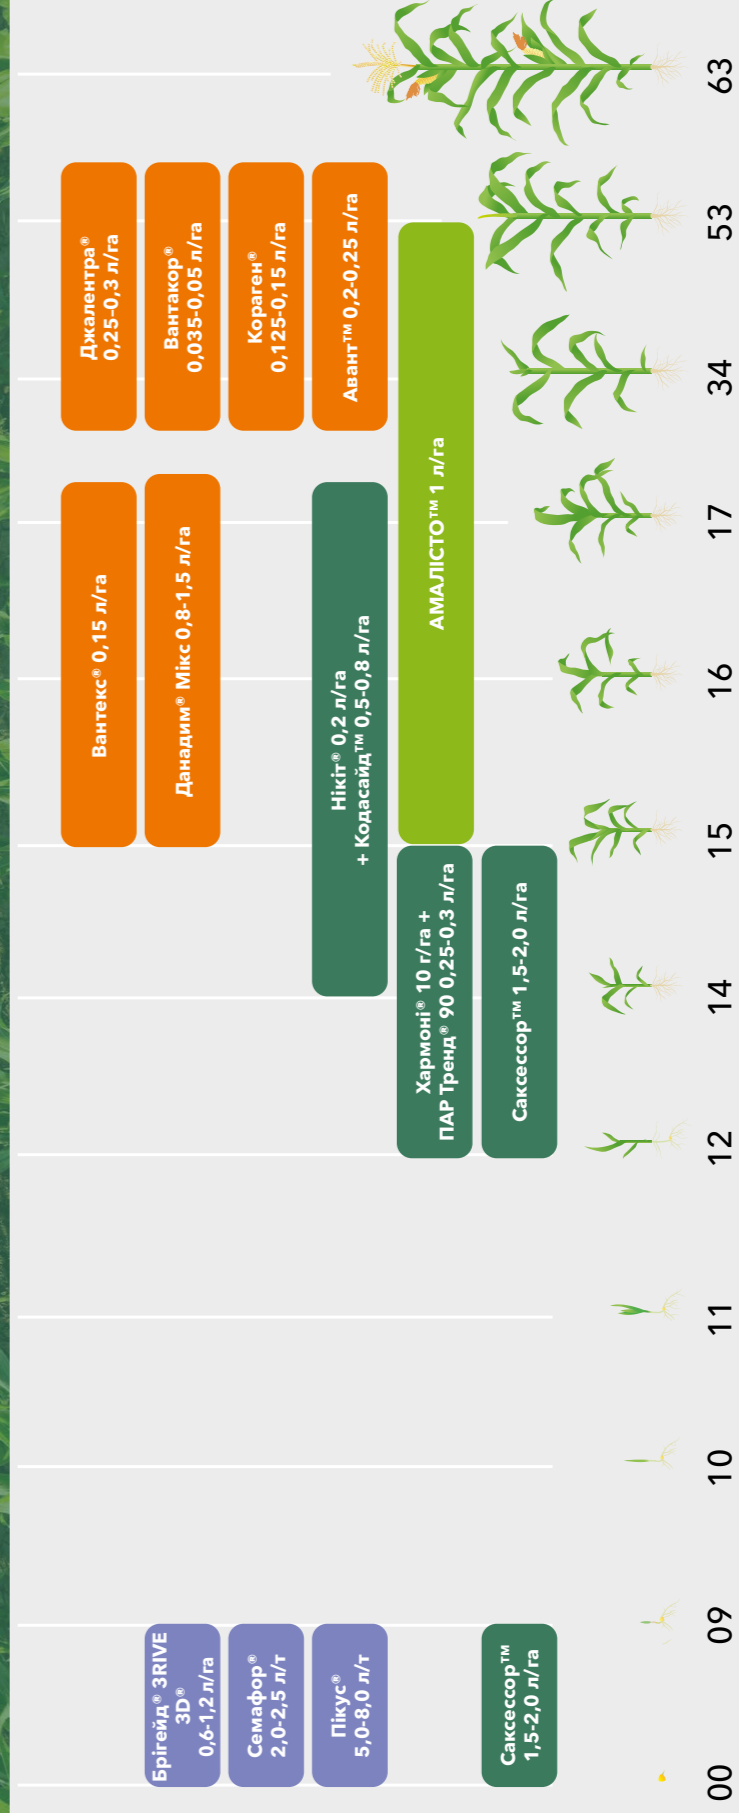 Брігейд® 3RIVE
3D®
0,6-1,2 л/га
Вантекс® 0,15 л/га
Джалентра®
0,25-0,3 л/га
Данадим® Мікс 0,8-1,5 л/га
Вантакор®
0,035-0,05 л/га
Семафор®
2,0-2,5 л/т
Кораген®
0,125-0,15 л/га
Пікус®
5,0-8,0 л/т
Нікіт® 0,2 л/га
+ Кодасайд™ 0,5-0,8 л/га
Авант™ 0,2-0,25 л/га
Хармоні® 10 г/га +
ПАР Тренд® 90 0,25-0,3 л/га
АМАЛІСТО™ 1 л/га
Саксессор™
1,5-2,0 л/га
Саксессор™ 1,5-2,0 л/га
00
09
10
11
12
14
15
16
17
34
53
63